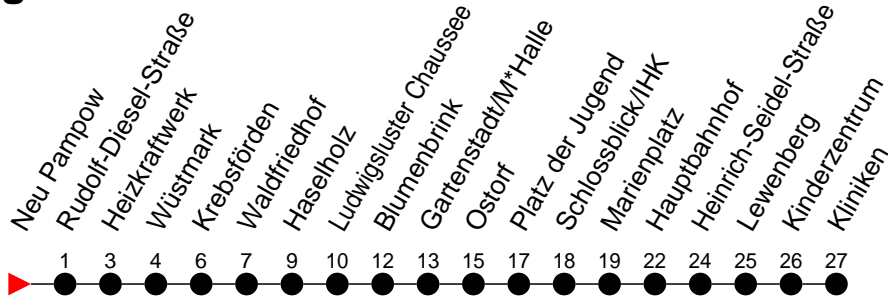 Neu Pampow
Rudolf-Diesel-Straße
Heizkraftwerk
Wüstmark
Krebsförden
Waldfriedhof
Haselholz
Ludwigsluster Chaussee
Blumenbrink
Gartenstadt/M*Halle
Ostorf
Platz der Jugend
Schlossblick/IHK
Marienplatz
Hauptbahnhof
Heinrich-Seidel-Straße
Lewenberg
Kinderzentrum
Kliniken
1 3 4 6 7 9 10 12 13 15 17 18 19 22 24 25 26 27